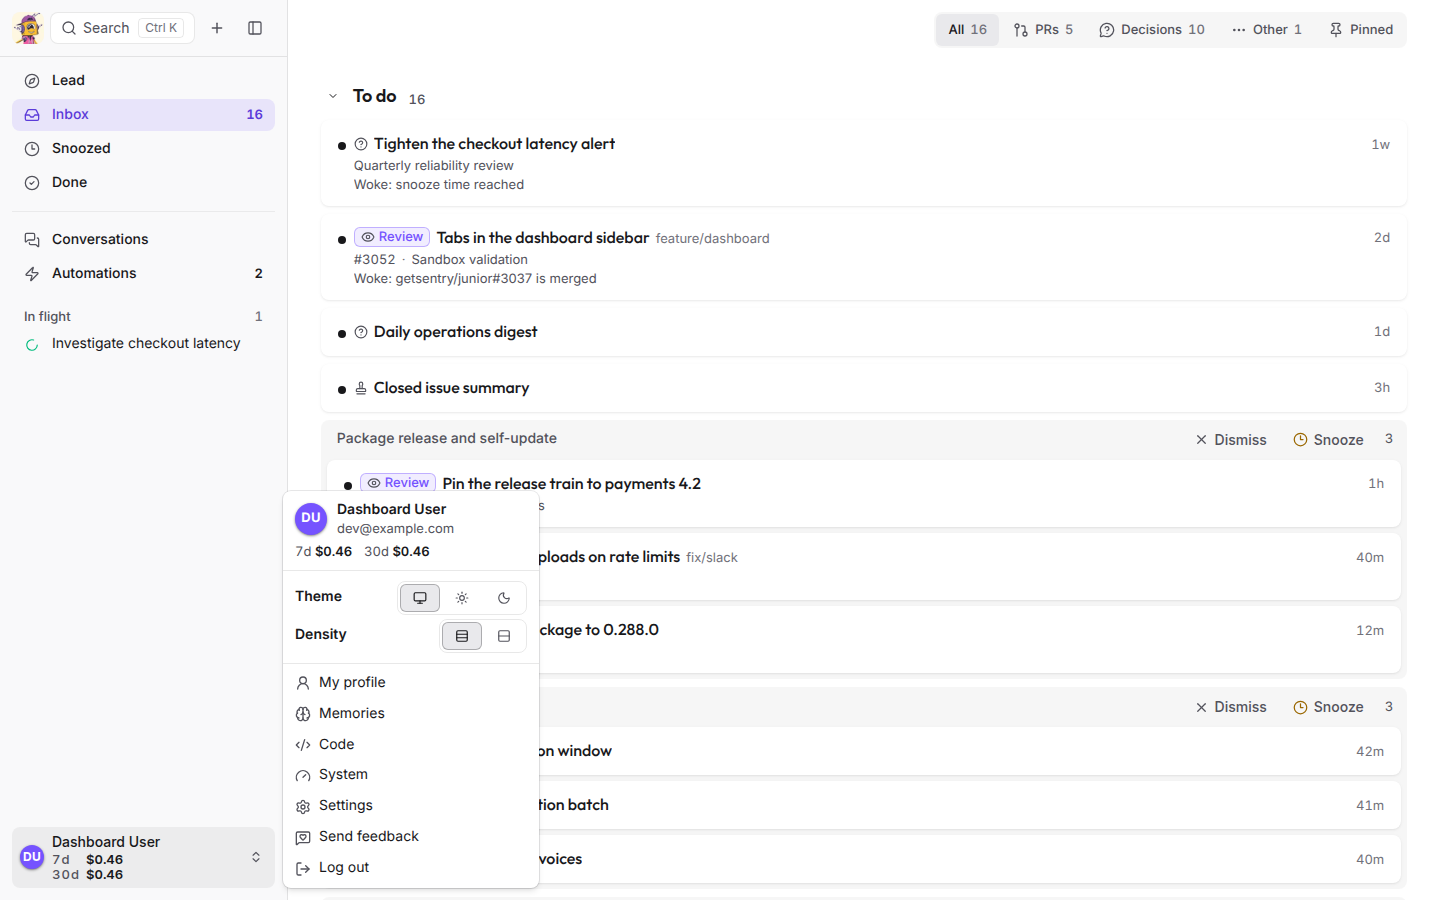 Search Ctrl K
Lead
Inbox 16
Snoozed
Done
Conversations
Automations 2
In flight 1
Investigate checkout latency
DU Dashboard User
7d $0.46
30d $0.46
All 16 PRs 5 Decisions 10 Other 1 Pinned
To do 16
Tighten the checkout latency alert 1w
Quarterly reliability review
Woke: snooze time reached
Review Tabs in the dashboard sidebar feature/dashboard 2d
#3052 · Sandbox validation
Woke: getsentry/junior#3037 is merged
Daily operations digest 1d
Closed issue summary 3h
Package release and self-update Dismiss Snooze 3
Review Pin the release train to payments 4.2 1h
s
ploads on rate limits fix/slack 40m
ckage to 0.288.0 12m
Dismiss Snooze 3
on window 42m
tion batch 41m
voices 40m
DU Dashboard User
dev@example.com
7d $0.46 30d $0.46
Theme
Density
My profile
Memories
Code
System
Settings
Send feedback
Log out